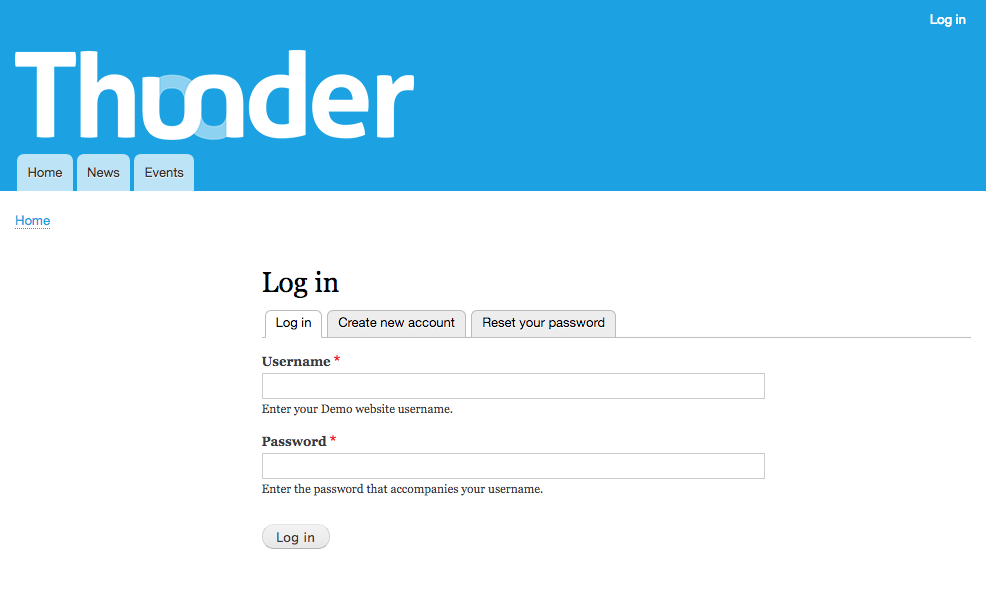 Log in
Thunder
Home News Events
Home
Log in
Log in Create new account Reset your password
Username *
Enter your Demo website username.
Password *
Enter the password that accompanies your username.
Log in